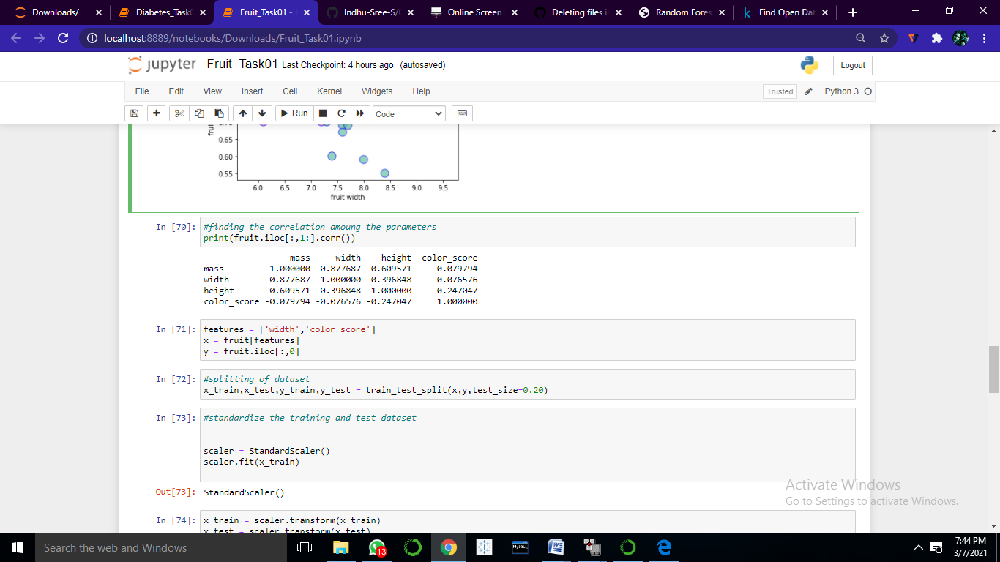 Downloads/
Diabetes_Task
Fruit_Task01 -
Indhu-Sree-S/
Online Screen
Deleting files i
Random Fores
Find Open Dat
localhost:8889/notebooks/Downloads/Fruit_Task01.ipynb
jupyter Fruit_Task01 Last Checkpoint: 4 hours ago (autosaved)
Logout
File Edit View Insert Cell Kernel Widgets Help
Trusted
Python 3
Run
Code
0.65
0.60
0.55
6.0 6.5 7.0 7.5 8.0 8.5 9.0 9.5
fruit width
In [70]: #finding the correlation amoung the parameters
print(fruit.iloc[:,1:].corr())
mass width height color_score
mass 1.000000 0.877687 0.609571 -0.079794
width 0.877687 1.000000 0.396848 -0.076576
height 0.609571 0.396848 1.000000 -0.247047
color_score -0.079794 -0.076576 -0.247047 1.000000
In [71]: features = ['width','color_score']
x = fruit[features]
y = fruit.iloc[:,0]
In [72]: #splitting of dataset
x_train,x_test,y_train,y_test = train_test_split(x,y,test_size=0.20)
In [73]: #standardize the training and test dataset
scaler = StandardScaler()
scaler.fit(x_train)
Out[73]: StandardScaler()
In [74]: x_train = scaler.transform(x_train)
x_test = scaler.transform(x_test)
Activate Windows
Go to Settings to activate Windows.
Search the web and Windows
13
MySQL
7:44 PM
3/7/2021